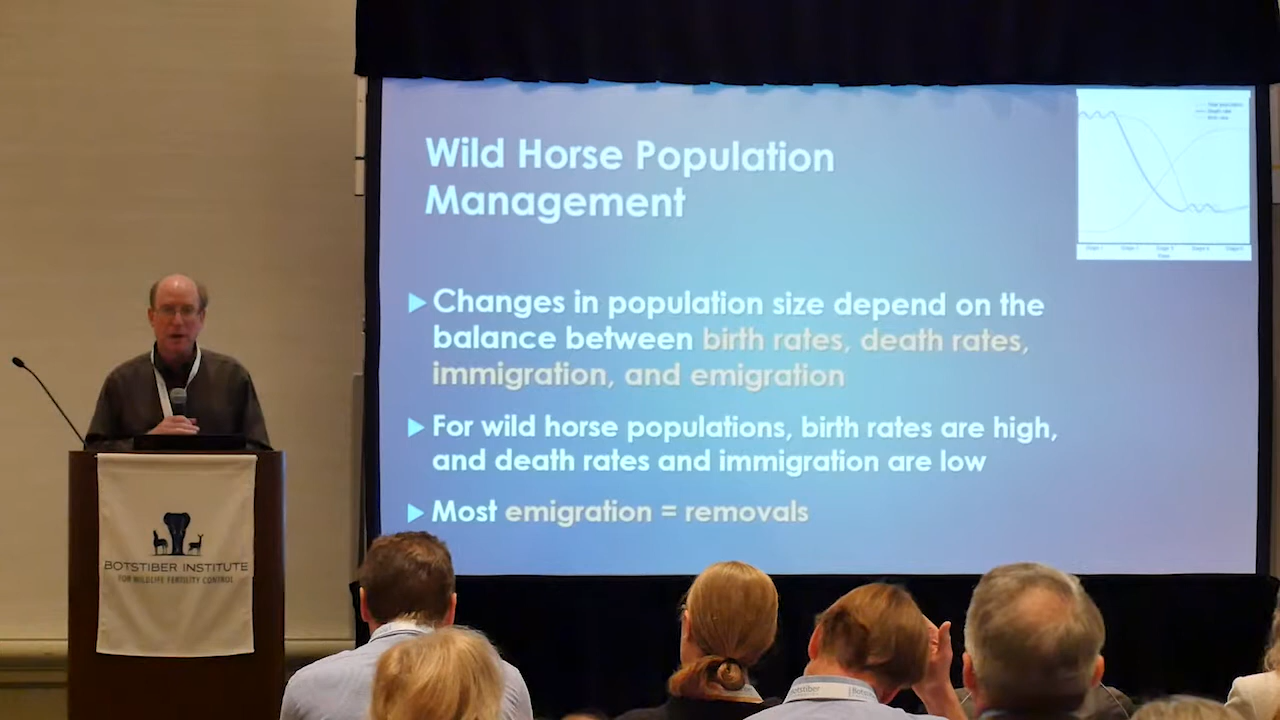 Wild Horse Population
Management
Changes in population size depend on the
balance between birth rates, death rates,
immigration, and emigration
For wild horse populations, birth rates are high,
and death rates and immigration are low
Most emigration = removals
BOTSTIBER INSTITUTE
FOR WILDLIFE FERTILITY CONTROL